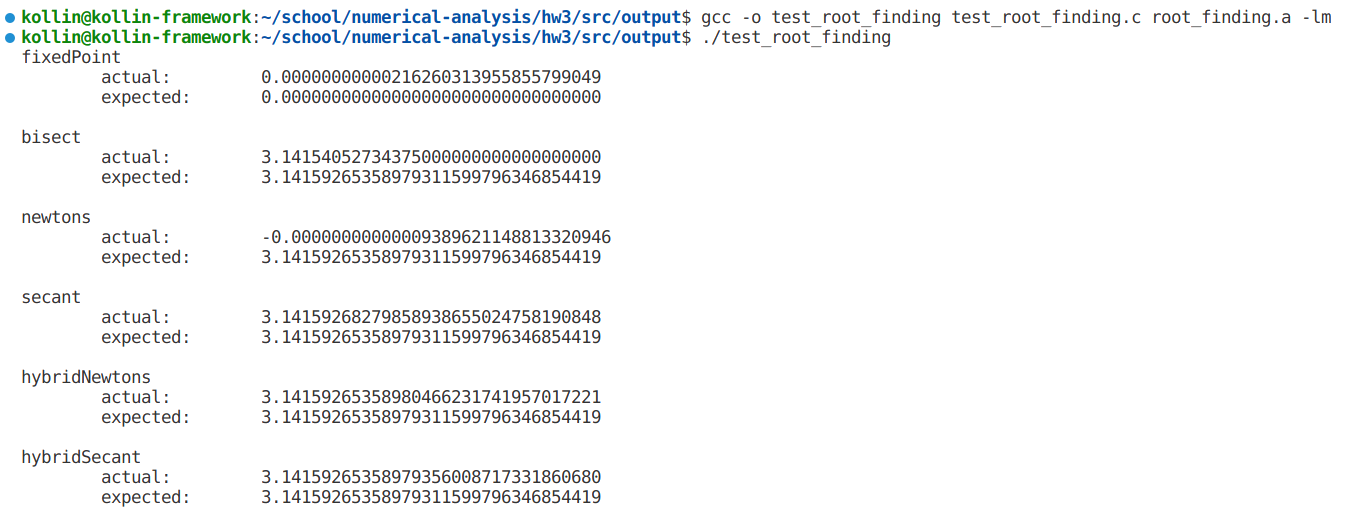 kollin@kollin-framework:~/school/numerical-analysis/hw3/src/output$ gcc -o test_root_finding test_root_finding.c root_finding.a -lm
kollin@kollin-framework:~/school/numerical-analysis/hw3/src/output$ ./test_root_finding
fixedPoint
actual: 0.00000000000216260313955855799049
expected: 0.00000000000000000000000000000000
bisect
actual: 3.14154052734375000000000000000000
expected: 3.14159265358979311599796346854419
newtons
actual: -0.00000000000009389621148813320946
expected: 3.14159265358979311599796346854419
secant
actual: 3.14159268279858938655024758190848
expected: 3.14159265358979311599796346854419
hybridNewtons
actual: 3.14159265358980466231741957017221
expected: 3.14159265358979311599796346854419
hybridSecant
actual: 3.14159265358979356008717331860680
expected: 3.14159265358979311599796346854419